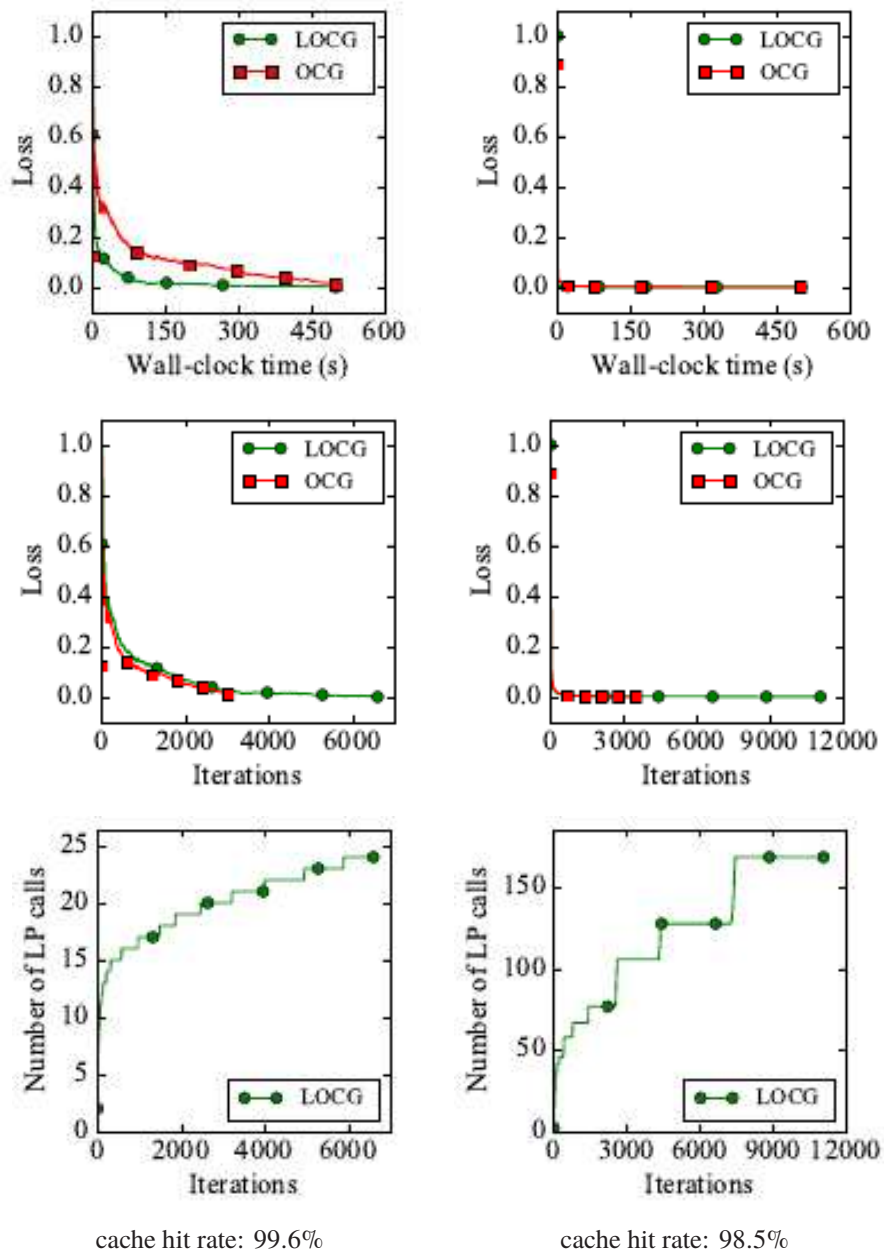 1.0
0.8
0.6
0.4
0.2
0.0
Loss
LOCG
OCG
0 150 300 450 600
Wall-clock time (s)
1.0
0.8
0.6
0.4
0.2
0.0
Loss
LOCG
OCG
0 150 300 450 600
Wall-clock time (s)
1.0
0.8
0.6
0.4
0.2
0.0
Loss
LOCG
OCG
0 2000 4000 6000
Iterations
1.0
0.8
0.6
0.4
0.2
0.0
Loss
LOCG
OCG
0 3000 6000 9000 12000
Iterations
25
20
15
10
5
0
Number of LP calls
LOCG
0 2000 4000 6000
Iterations
150
100
50
0
Number of LP calls
LOCG
0 3000 6000 9000 12000
Iterations
cache hit rate: 99.6%
cache hit rate: 98.5%